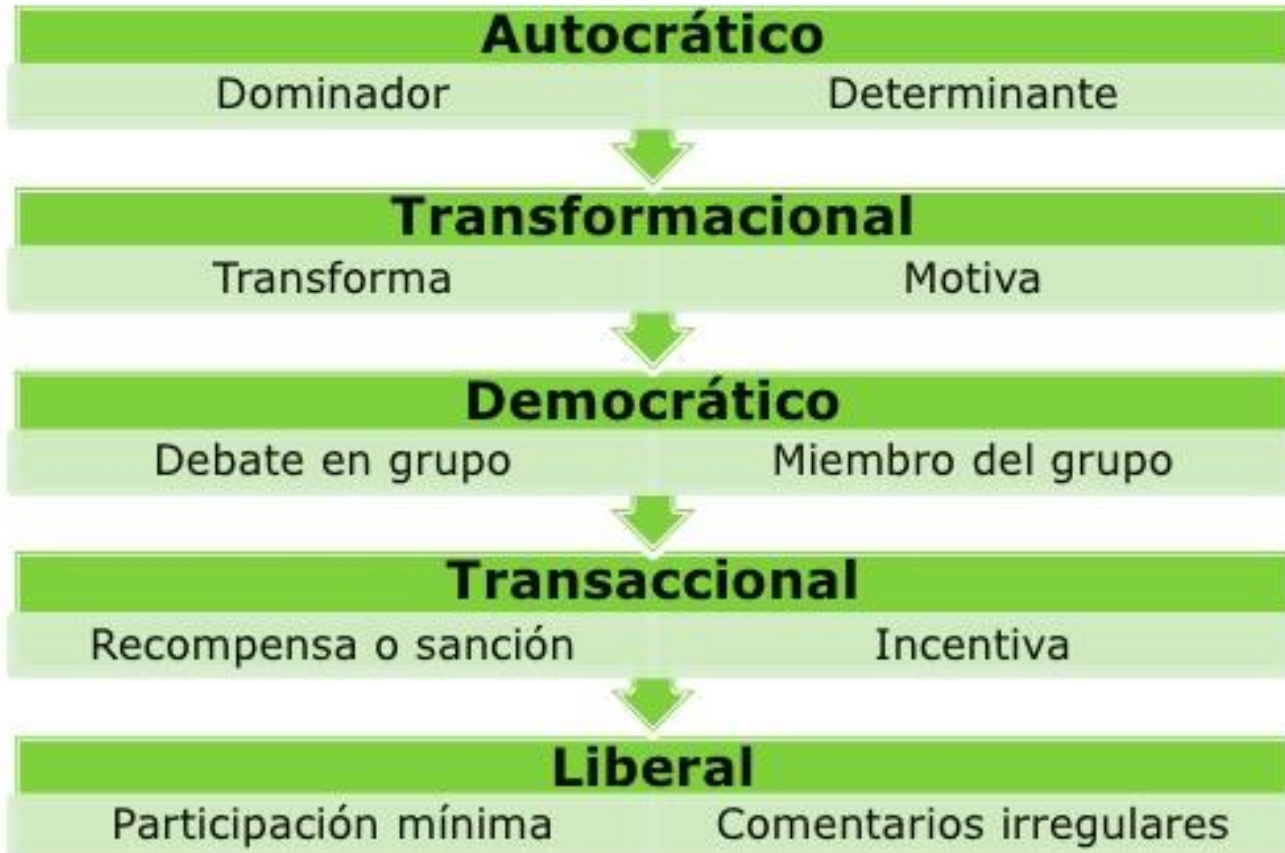 Autocrático
Dominador Determinante
Transformacional
Transforma Motiva
Democrático
Debate en grupo Miembro del grupo
Transaccional
Recompensa o sanción Incentiva
Liberal
Participación mínima Comentarios irregulares